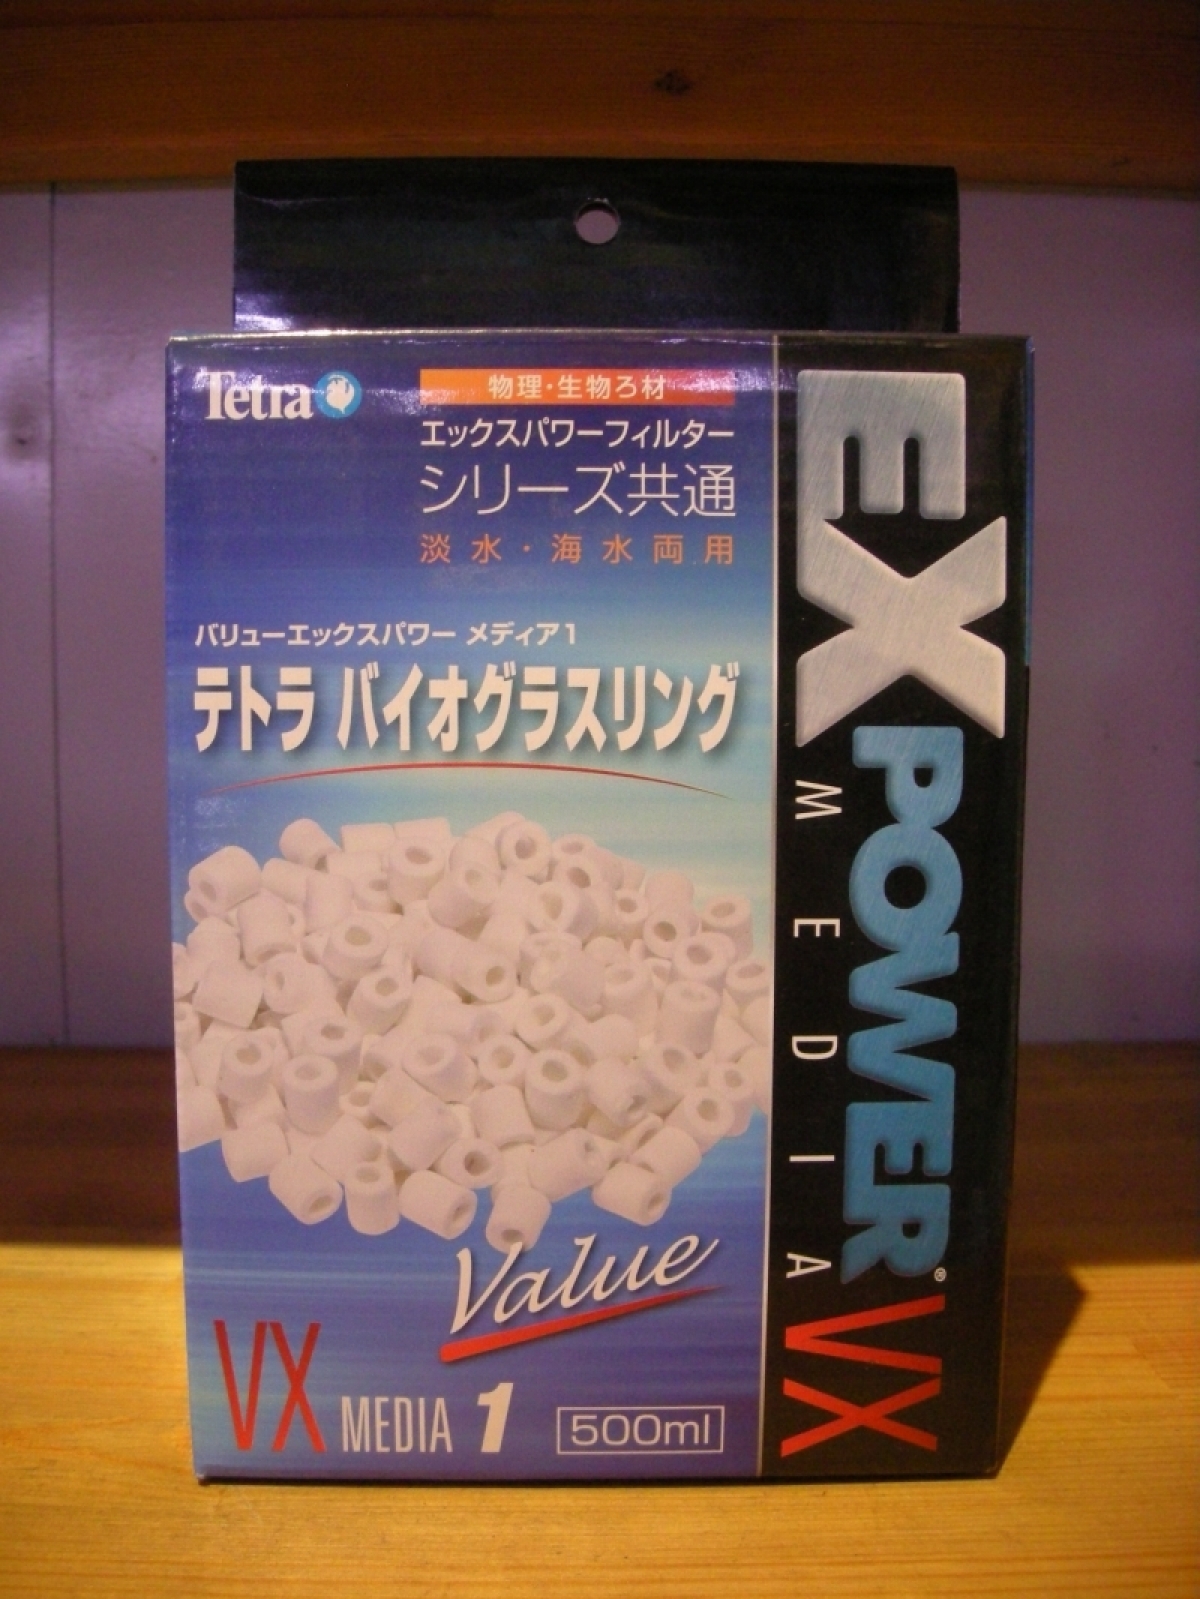 Tetra
物理・生物ろ材
エックスパワーフィルター
シリーズ共通
淡水・海水両用
バリューエックスパワー メディア1
テトラ バイオグラスリング
Value
VX MEDIA 1
500ml
EX POWER® VX
MEDIA